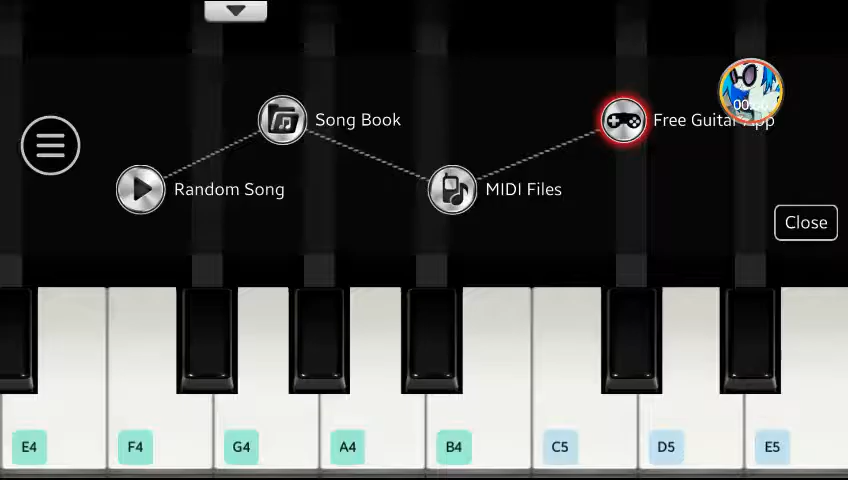 Song Book
Free Guitar App
Random Song
MIDI Files
Close
E4 F4 G4 A4 B4 C5 D5 E5